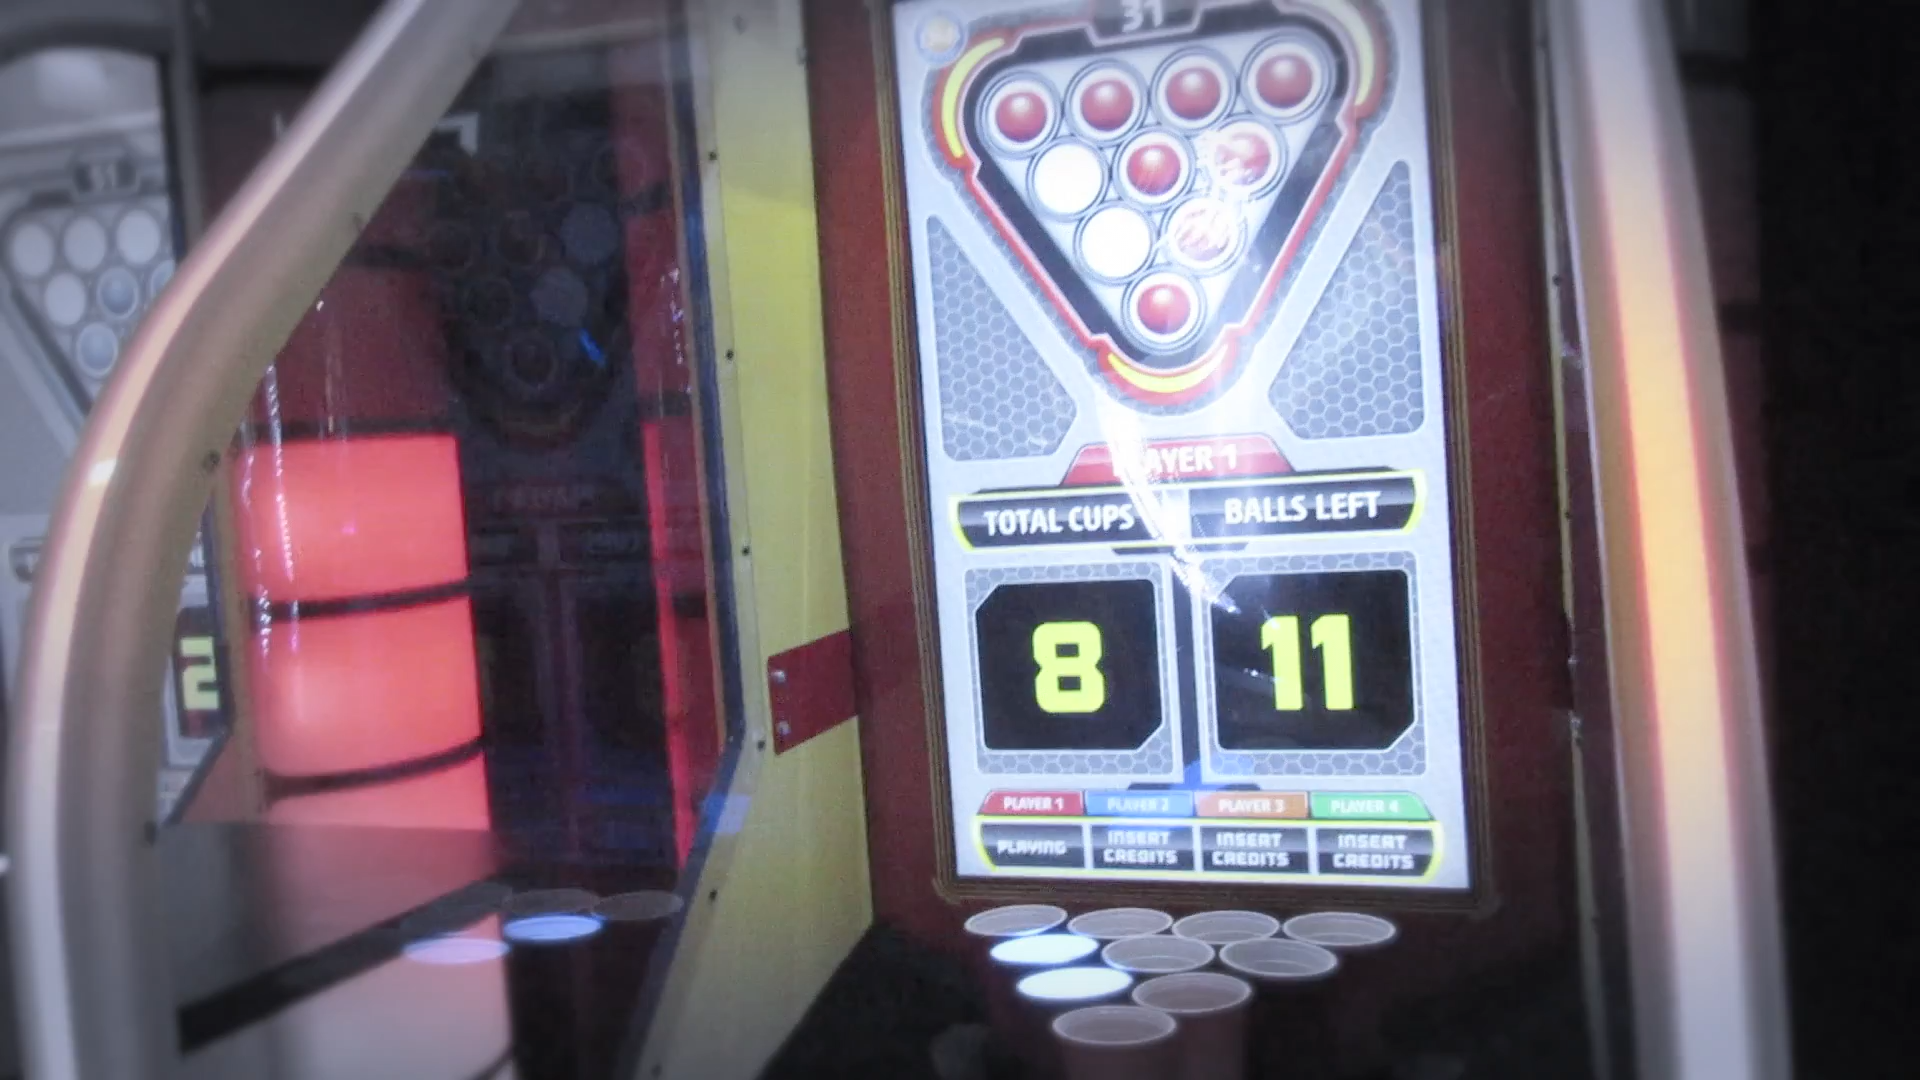 31
PLAYER 1
TOTAL CUPS
BALLS LEFT
8
11
2
PLAYER 1
PLAYER 2
PLAYER 3
PLAYER 4
PLAYING
INSERT CREDITS
INSERT CREDITS
INSERT CREDITS